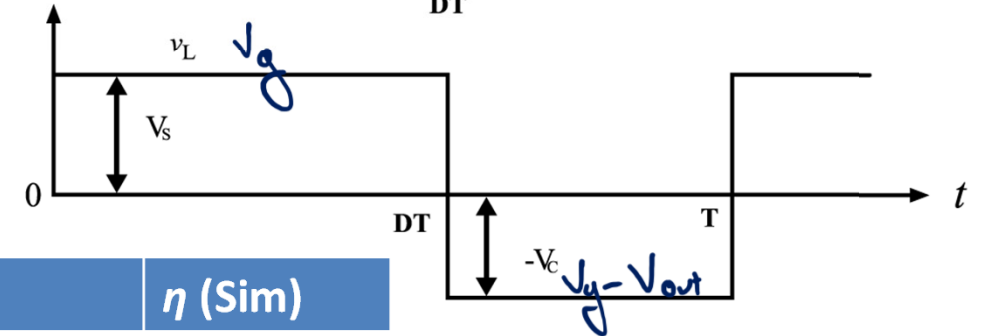 DT
vL Vg
Vs
0
t
DT
T
-Vc Vg - Vout
η (Sim)